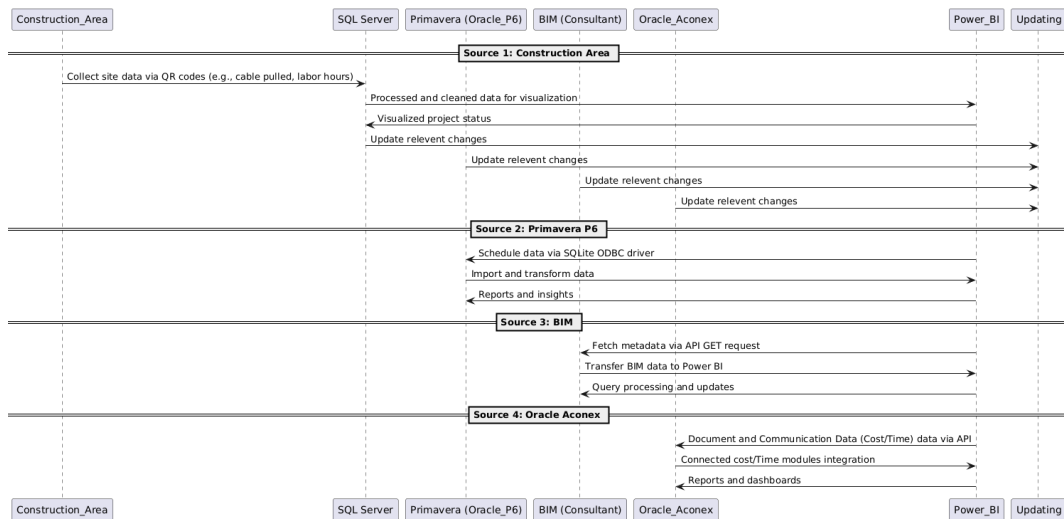 Construction_Area SQL Server Primavera (Oracle_P6) BIM (Consultant) Oracle_Aconex Power_BI Updating
Source 1: Construction Area
Collect site data via QR codes (e.g., cable pulled, labor hours)
Processed and cleaned data for visualization
Visualized project status
Update relevent changes
Update relevent changes
Update relevent changes
Update relevent changes
Source 2: Primavera P6
Schedule data via SQLite ODBC driver
Import and transform data
Reports and insights
Source 3: BIM
Fetch metadata via API GET request
Transfer BIM data to Power BI
Query processing and updates
Source 4: Oracle Aconex
Document and Communication Data (Cost/Time) data via API
Connected cost/Time modules integration
Reports and dashboards
Construction_Area SQL Server Primavera (Oracle_P6) BIM (Consultant) Oracle_Aconex Power_BI Updating